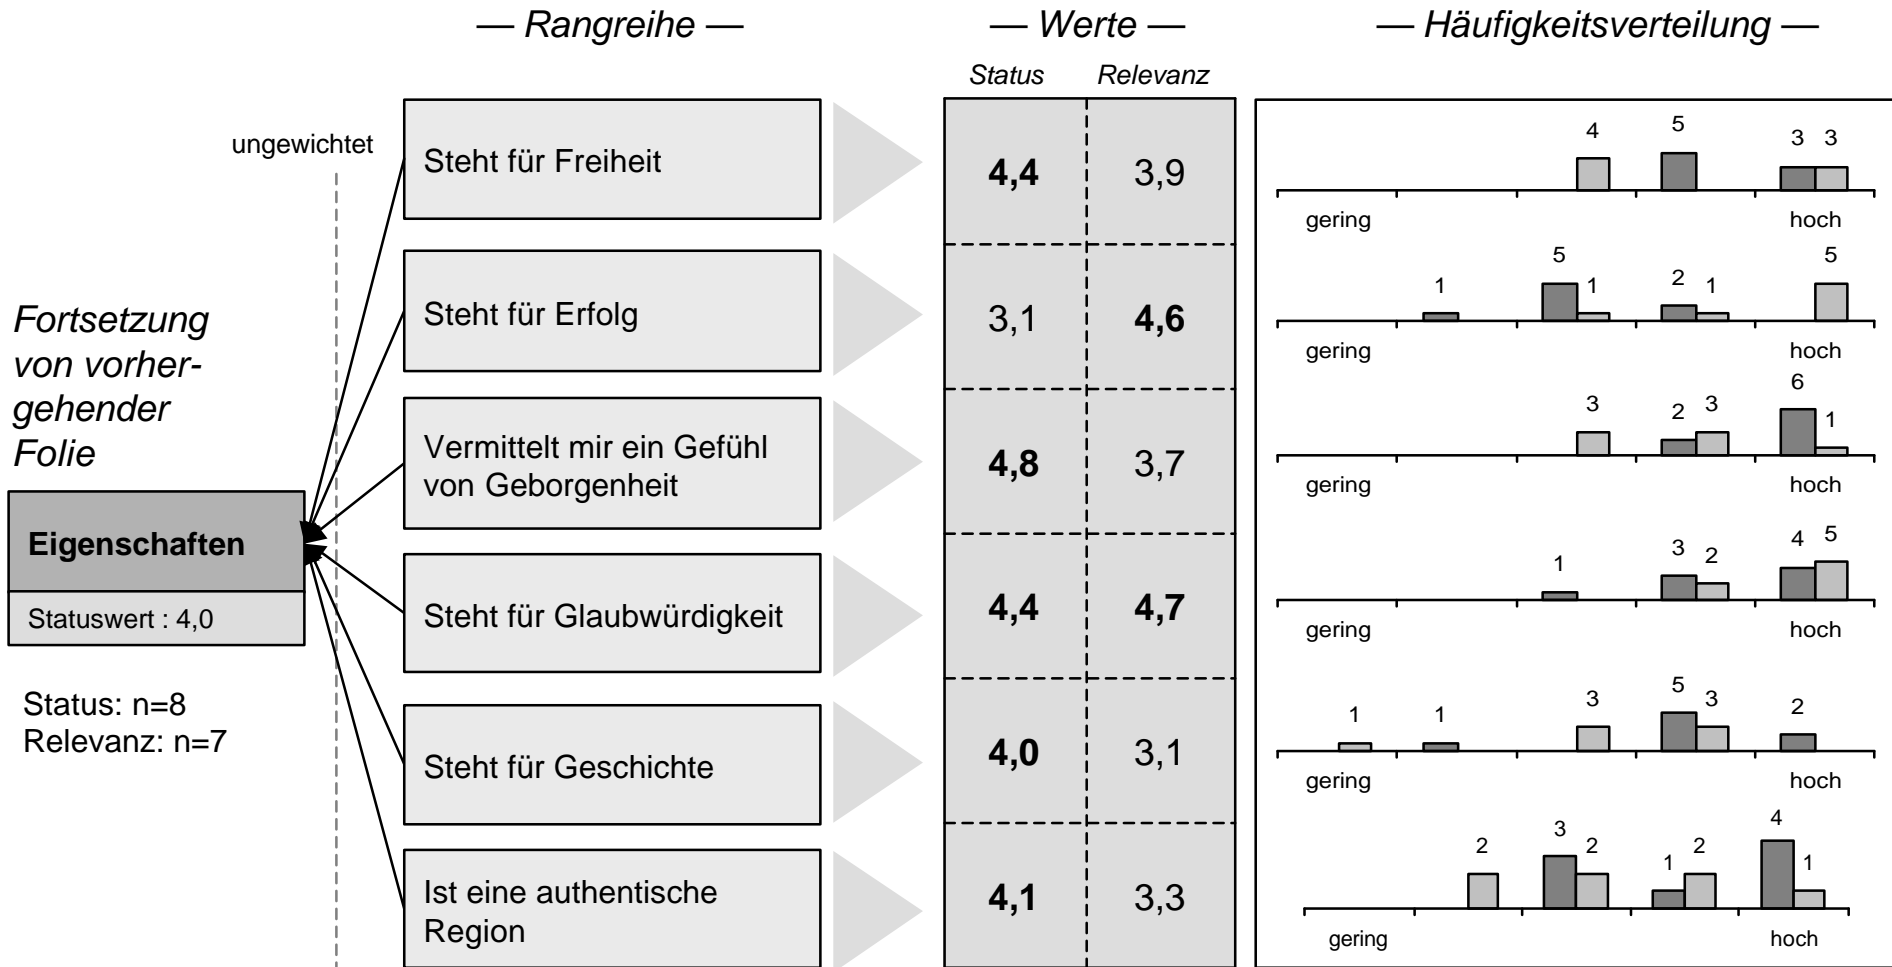 — Rangreihe —
— Werte —
— Häufigkeitsverteilung —
Status Relevanz
ungewichtet
Fortsetzung
von vorher-
gehender
Folie
Eigenschaften
Statuswert : 4,0
Status: n=8
Relevanz: n=7
Steht für Freiheit
4,4 3,9
4 5 3 3
gering hoch
Steht für Erfolg
3,1 4,6
1 5 1 2 1 5
gering hoch
Vermittelt mir ein Gefühl
von Geborgenheit
4,8 3,7
3 2 3 6 1
gering hoch
Steht für Glaubwürdigkeit
4,4 4,7
1 3 2 4 5
gering hoch
Steht für Geschichte
4,0 3,1
1 1 3 5 3 2
gering hoch
Ist eine authentische
Region
4,1 3,3
2 3 2 1 2 4 1
gering hoch